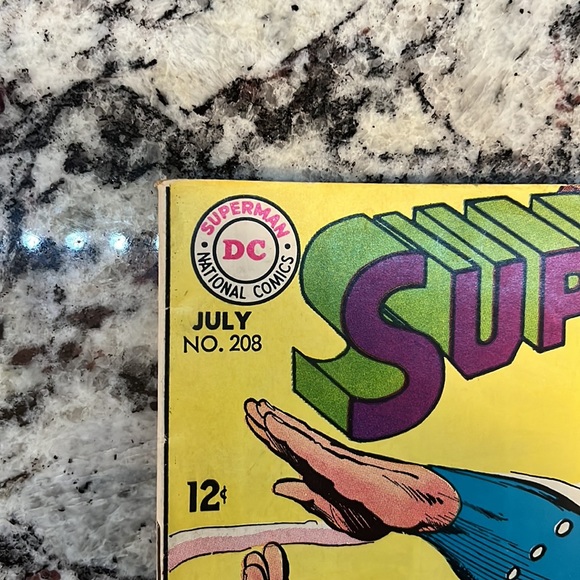 SUPERMAN
DC
NATIONAL COMICS
JULY
NO. 208
12¢
SUP